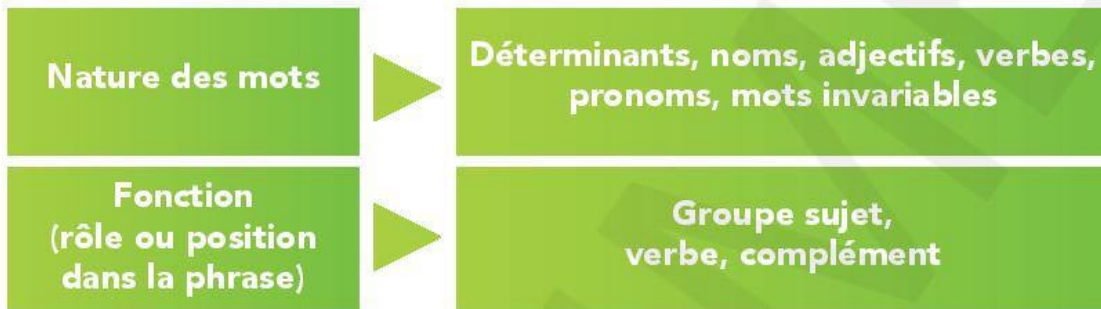 Nature des mots
Déterminants, noms, adjectifs, verbes,
pronoms, mots invariables
Fonction
(rôle ou position
dans la phrase)
Groupe sujet,
verbe, complément